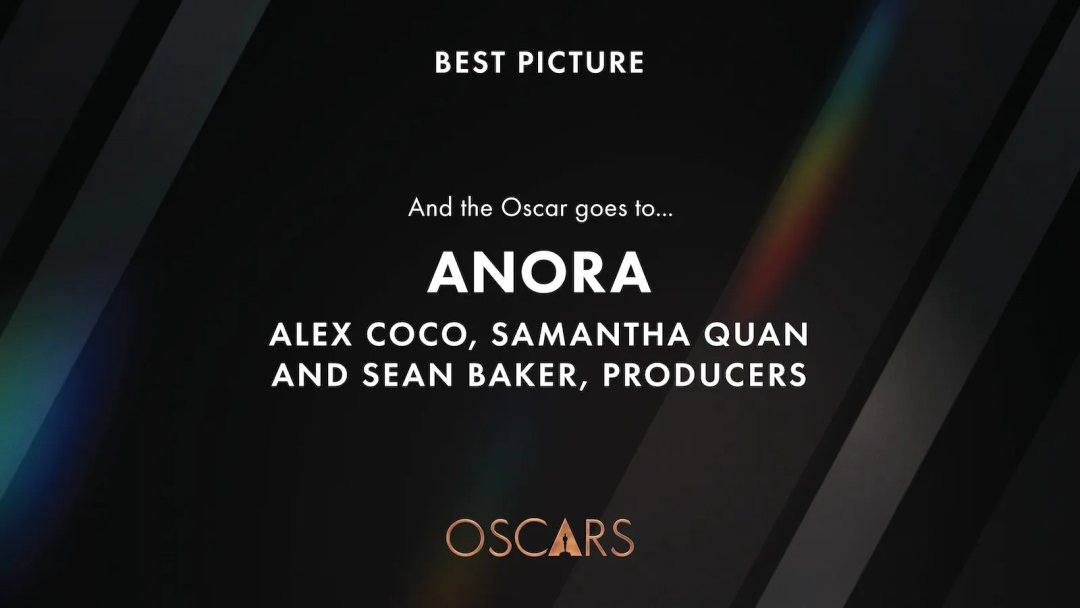 BEST PICTURE
And the Oscar goes to...
ANORA
ALEX COCO, SAMANTHA QUAN
AND SEAN BAKER, PRODUCERS
OSCARS